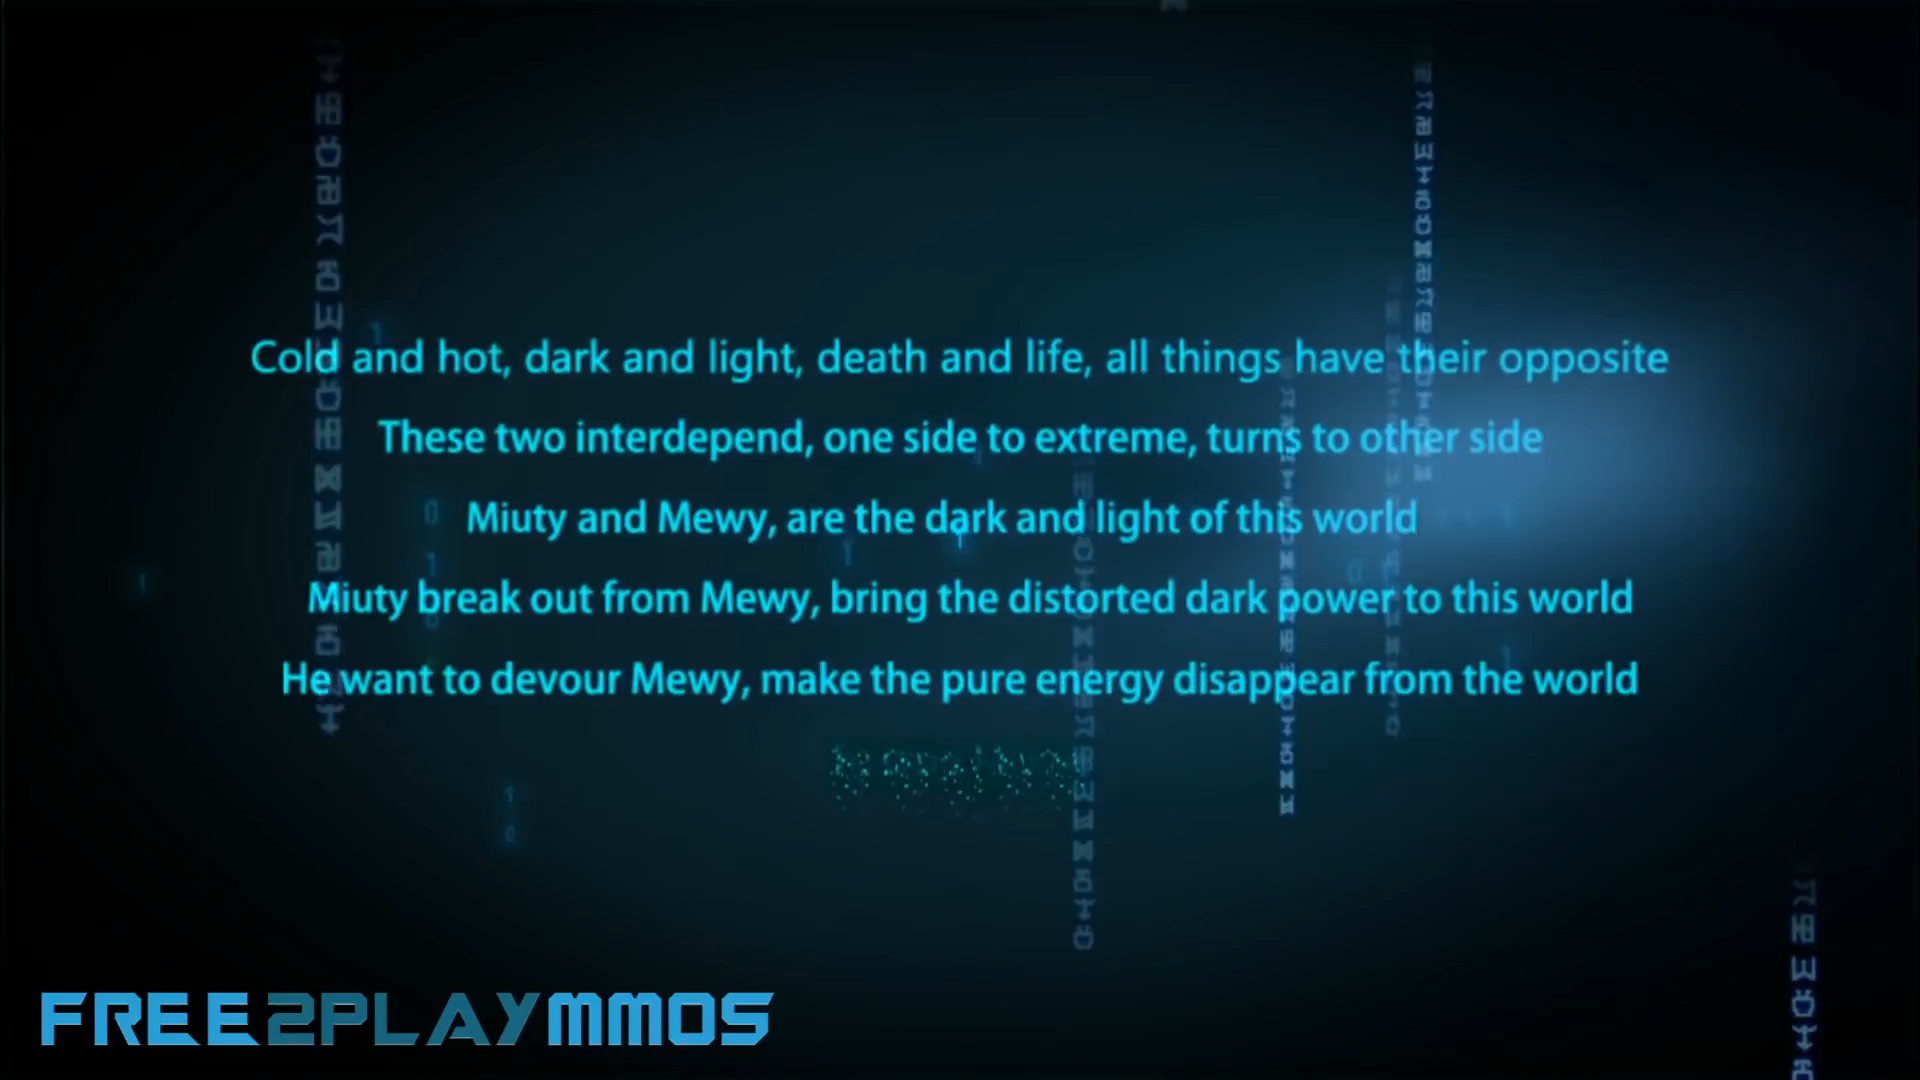 Cold and hot, dark and light, death and life, all things have their opposite
These two interdepend, one side to extreme, turns to other side
Miuty and Mewy, are the dark and light of this world
Miuty break out from Mewy, bring the distorted dark power to this world
He want to devour Mewy, make the pure energy disappear from the world
FREE2PLAYMMOS